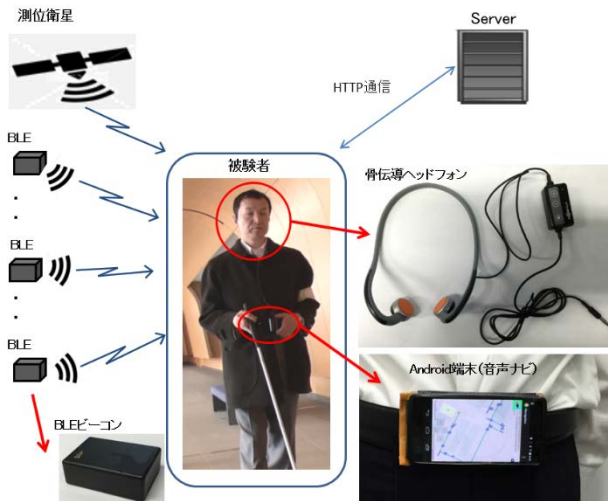 測位衛星
Server
HTTP通信
BLE
被験者
骨伝導ヘッドフォン
BLE
BLE
Android端末(音声ナビ)
BLEビーコン